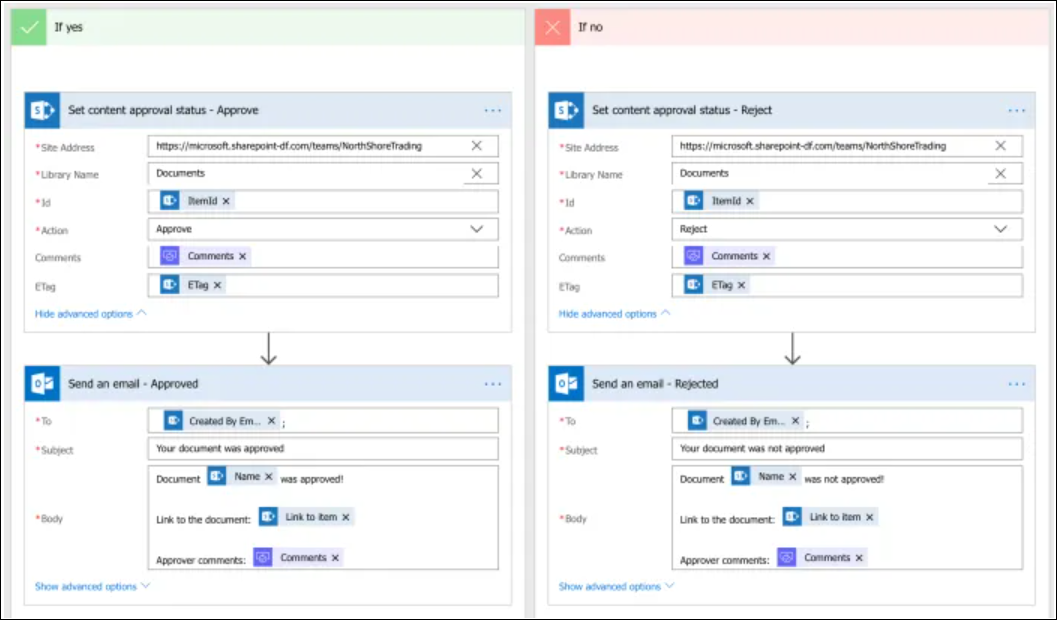 If yes
Set content approval status - Approve
...
*Site Address https://microsoft.sharepoint-df.com/teams/NorthShoreTrading
*Library Name Documents
*Id ItemId
*Action Approve
Comments Comments
ETag ETag
Hide advanced options
Send an email - Approved
...
*To Created By Em... ;
*Subject Your document was approved
Document Name was approved!
*Body Link to the document: Link to item
Approver comments: Comments
Show advanced options
If no
Set content approval status - Reject
...
*Site Address https://microsoft.sharepoint-df.com/teams/NorthShoreTrading
*Library Name Documents
*Id ItemId
*Action Reject
Comments Comments
ETag ETag
Hide advanced options
Send an email - Rejected
...
*To Created By Em... ;
*Subject Your document was not approved
Document Name was not approved!
*Body Link to the document: Link to item
Approver comments: Comments
Show advanced options